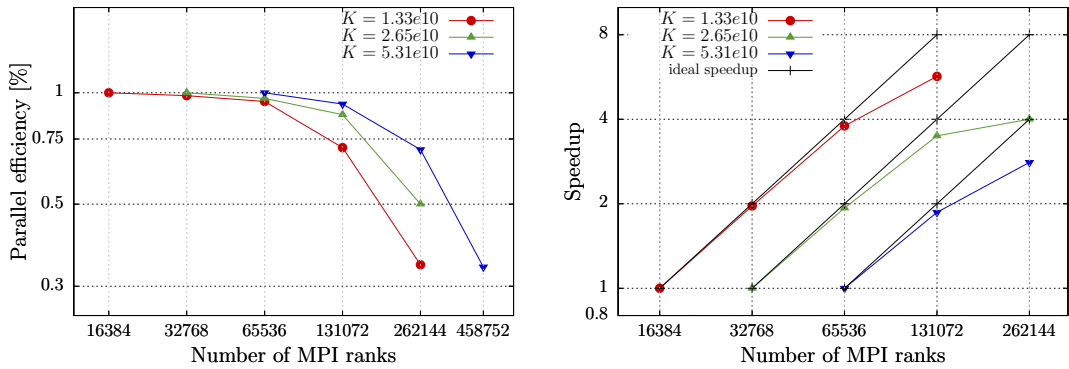 K = 1.33e10
K = 2.65e10
K = 5.31e10
Parallel efficiency [%]
1
0.75
0.5
0.3
16384 32768 65536 131072 262144 458752
Number of MPI ranks
K = 1.33e10
K = 2.65e10
K = 5.31e10
ideal speedup
Speedup
8
4
2
1
0.8
16384 32768 65536 131072 262144
Number of MPI ranks